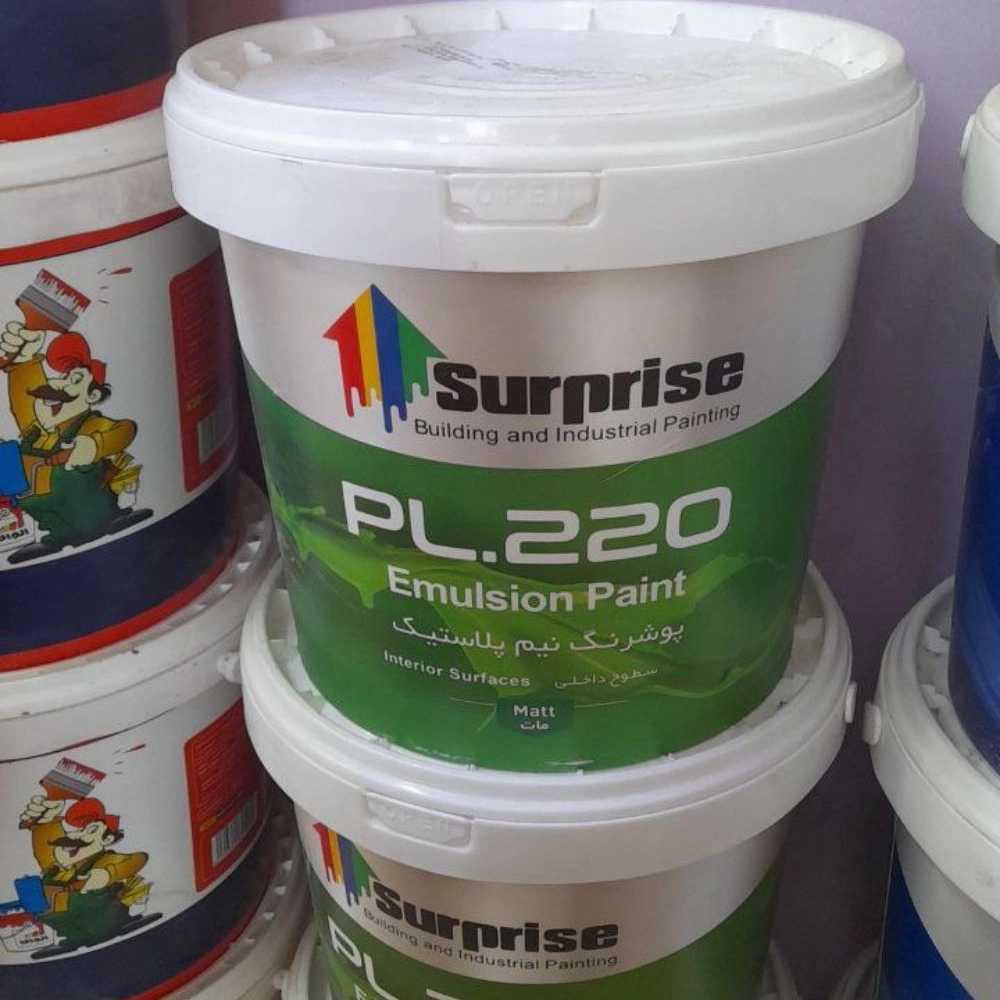 OPEN
Surprise
Building and Industrial Painting
PL.220
Emulsion Paint
پوشرنگ نیم پلاستیک
Interior Surfaces سطوح داخلی
Matt
مات
OPEN
Surprise
Building and Industrial Painting